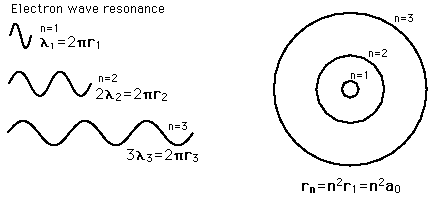 Electron wave resonance
n=1
λ₁=2πr₁
n=2
2λ₂=2πr₂
n=3
3λ₃=2πr₃
n=3
n=2
n=1
rₙ=n²r₁=n²a₀